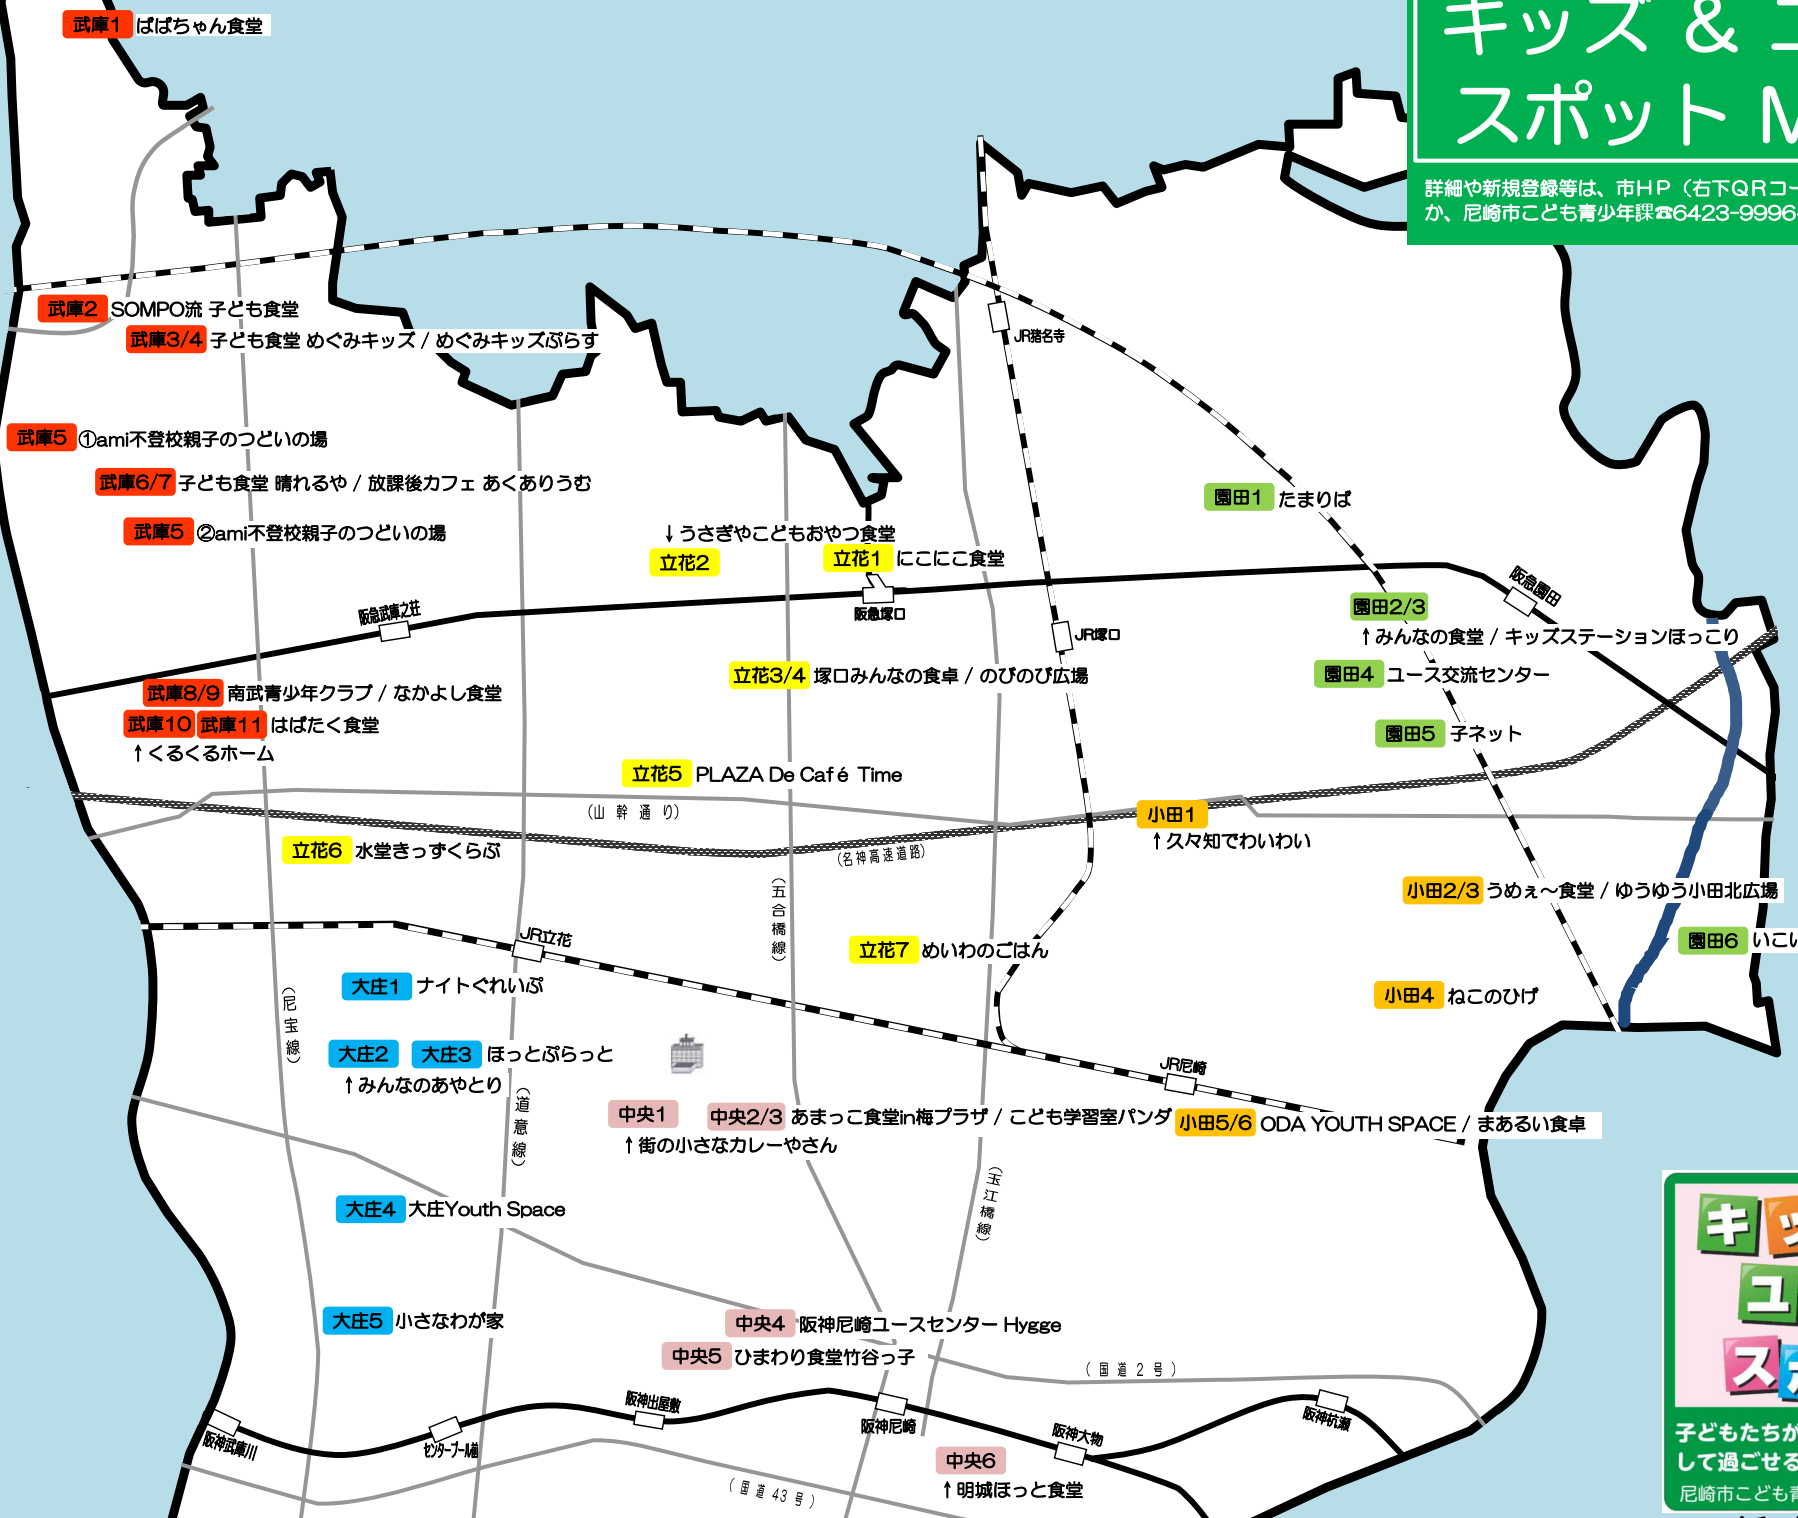 キッズ &
スポット
詳細や新規登録等は、市HP（右下QRコー
か、尼崎市こども青少年課☎6423-9996
武庫1 ばばちゃん食堂
武庫2 SOMPO流 子ども食堂
武庫3/4 子ども食堂 めぐみキッズ / めぐみキッズぷらす
JR猪名寺
武庫5 ①ami不登校親子のつどいの場
武庫6/7 子ども食堂 晴れるや / 放課後カフェ あくありうむ
武庫5 ②ami不登校親子のつどいの場
園田1 たまりば
↓うさぎやこどもおやつ食堂
立花2
立花1 にこにこ食堂
阪急武庫之荘
阪急塚口
JR塚口
阪急園田
園田2/3
↑みんなの食堂 / キッズステーションほっこり
立花3/4 塚口みんなの食卓 / のびのび広場
園田4 ユース交流センター
武庫8/9 南武青少年クラブ / なかよし食堂
武庫10 武庫11 はばたく食堂
↑くるくるホーム
園田5 子ネット
立花5 PLAZA De Café Time
（山幹通り）
小田1
↑久々知でわいわい
立花6 水堂きっずくらぶ
（名神高速道路）
（五合橋線）
小田2/3 うめぇ～食堂 / ゆうゆう小田北広場
JR立花
立花7 めいわのごはん
園田6 いこい
大庄1 ナイトぐれいぷ
小田4 ねこのひげ
（尼宝線）
大庄2 大庄3 ほっとぷらっと
↑みんなのあやとり
JR尼崎
（道意線）
中央1
中央2/3 あまっこ食堂in梅プラザ / こども学習室パンダ
小田5/6 ODA YOUTH SPACE / まあるい食卓
↑街の小さなカレーやさん
（玉江橋線）
大庄4 大庄Youth Space
大庄5 小さなわが家
中央4 阪神尼崎ユースセンター Hygge
中央5 ひまわり食堂竹谷っ子
（国道2号）
阪神武庫川
センタープール前
阪神出屋敷
阪神尼崎
阪神大物
阪神杭瀬
中央6
↑明城ほっと食堂
（国道43号）
キッ
ユ
スポ
子どもたちが
して過ごせる
尼崎市こども青